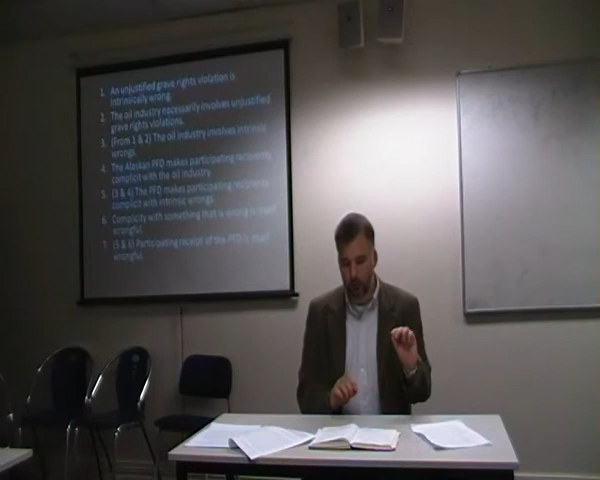 1. An unjustified grave rights violation is
intrinsically wrong.
2. The oil industry necessarily involves unjustified
grave rights violations.
3. (From 1 & 2) The oil industry involves intrinsic
wrongs.
4. The Alaskan PFD makes participating recipients
complicit with the oil industry.
5. (3 & 4) The PFD makes participating recipients
complicit with intrinsic wrongs.
6. Complicity with something that is wrong is itself
wrongful.
7. (5 & 6) Participating receipt of the PFD is itself
wrongful.